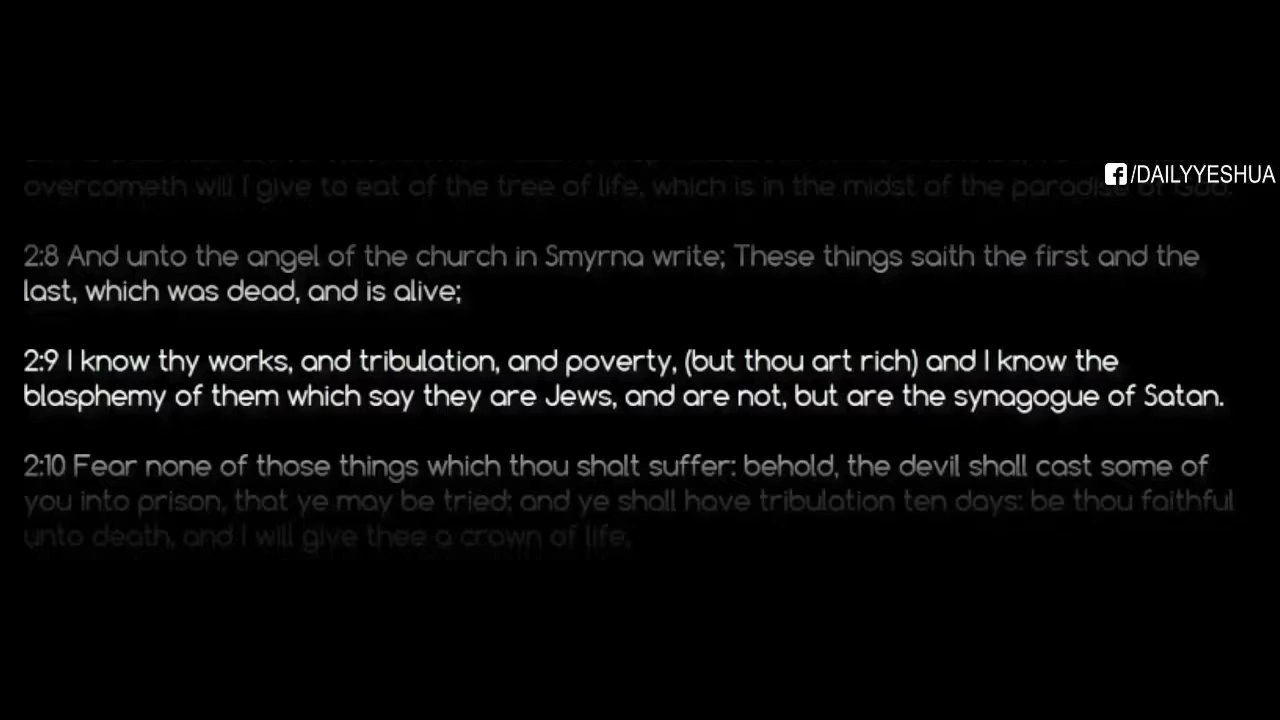 overcometh will I give to eat of the tree of life, which is in the midst of the paradise of God.
/DAILYYESHUA
2:8 And unto the angel of the church in Smyrna write; These things saith the first and the
last, which was dead, and is alive;
2:9 I know thy works, and tribulation, and poverty, (but thou art rich) and I know the
blasphemy of them which say they are Jews, and are not, but are the synagogue of Satan.
2:10 Fear none of those things which thou shalt suffer: behold, the devil shall cast some of
you into prison, that ye may be tried; and ye shall have tribulation ten days: be thou faithful
unto death, and I will give thee a crown of life.